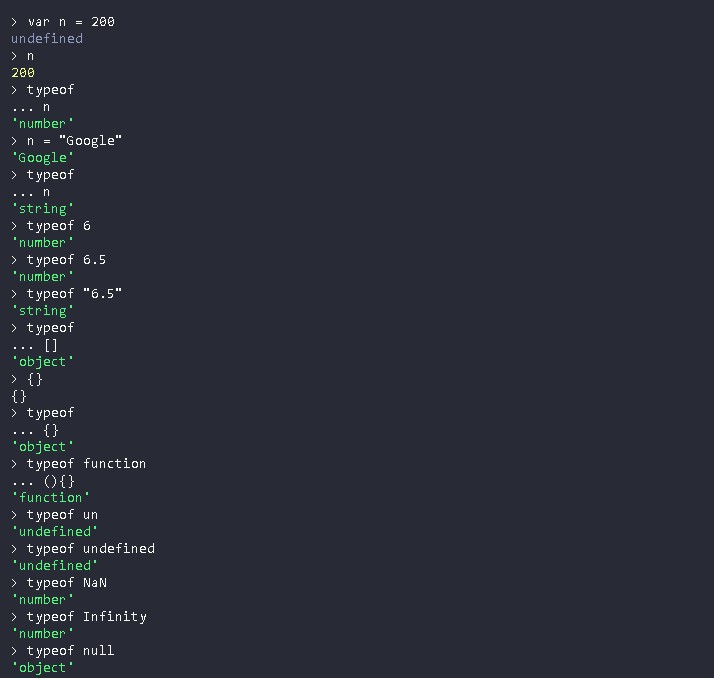 > var n = 200
undefined
> n
200
> typeof
... n
'number'
> n = "Google"
'Google'
> typeof
... n
'string'
> typeof 6
'number'
> typeof 6.5
'number'
> typeof "6.5"
'string'
> typeof
... []
'object'
> {}
{}
> typeof
... {}
'object'
> typeof function
... (){}
'function'
> typeof un
'undefined'
> typeof undefined
'undefined'
> typeof NaN
'number'
> typeof Infinity
'number'
> typeof null
'object'